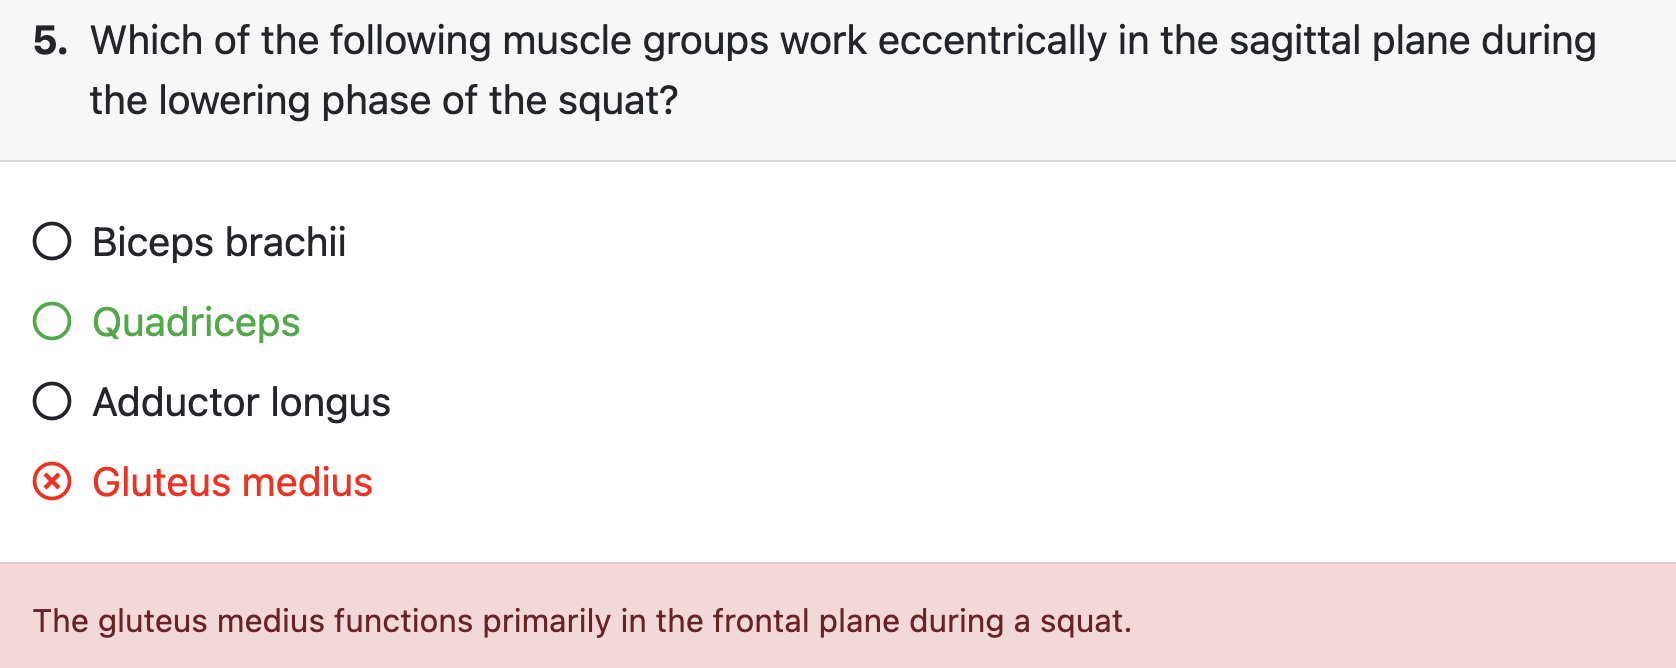 5. Which of the following muscle groups work eccentrically in the sagittal plane during
the lowering phase of the squat?
Biceps brachii
Quadriceps
Adductor longus
Gluteus medius
The gluteus medius functions primarily in the frontal plane during a squat.